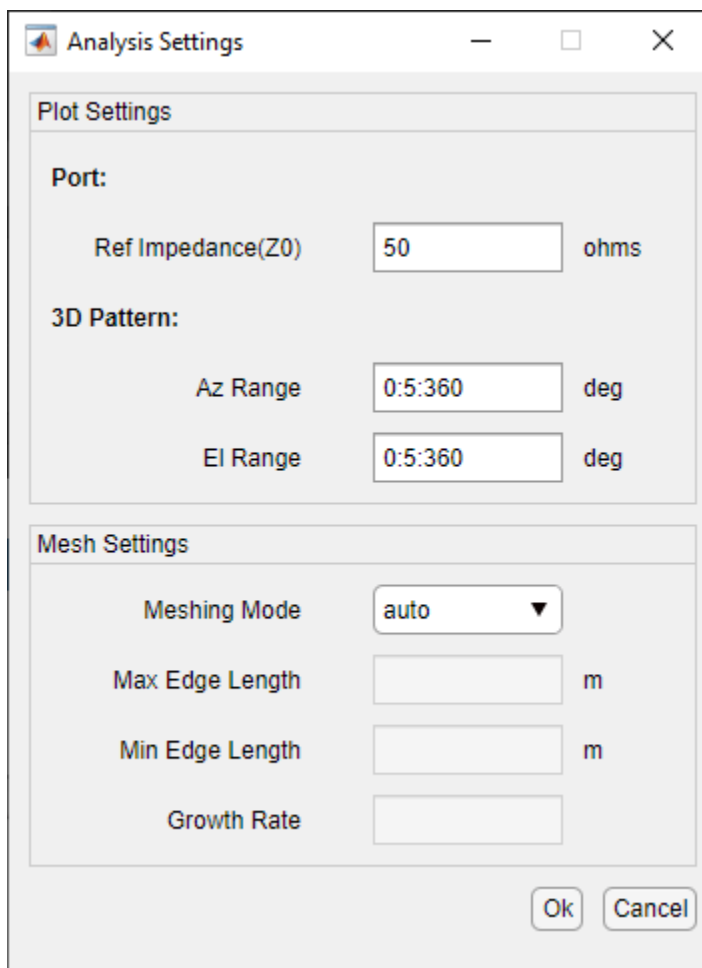 Analysis Settings
Plot Settings
Port:
Ref Impedance(Z0) 50 ohms
3D Pattern:
Az Range 0:5:360 deg
El Range 0:5:360 deg
Mesh Settings
Meshing Mode auto
Max Edge Length m
Min Edge Length m
Growth Rate
Ok Cancel